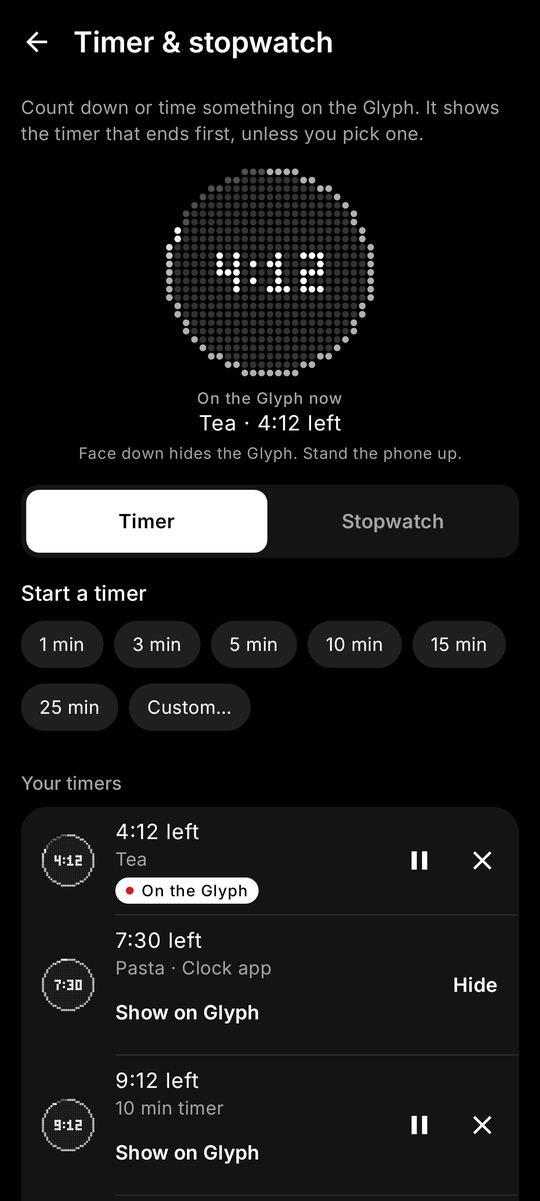 Timer & stopwatch
Count down or time something on the Glyph. It shows
the timer that ends first, unless you pick one.
4:12
On the Glyph now
Tea · 4:12 left
Face down hides the Glyph. Stand the phone up.
Timer
Stopwatch
Start a timer
1 min
3 min
5 min
10 min
15 min
25 min
Custom...
Your timers
4:12
4:12 left
Tea
On the Glyph
7:30
7:30 left
Pasta · Clock app
Show on Glyph
Hide
9:12
9:12 left
10 min timer
Show on Glyph